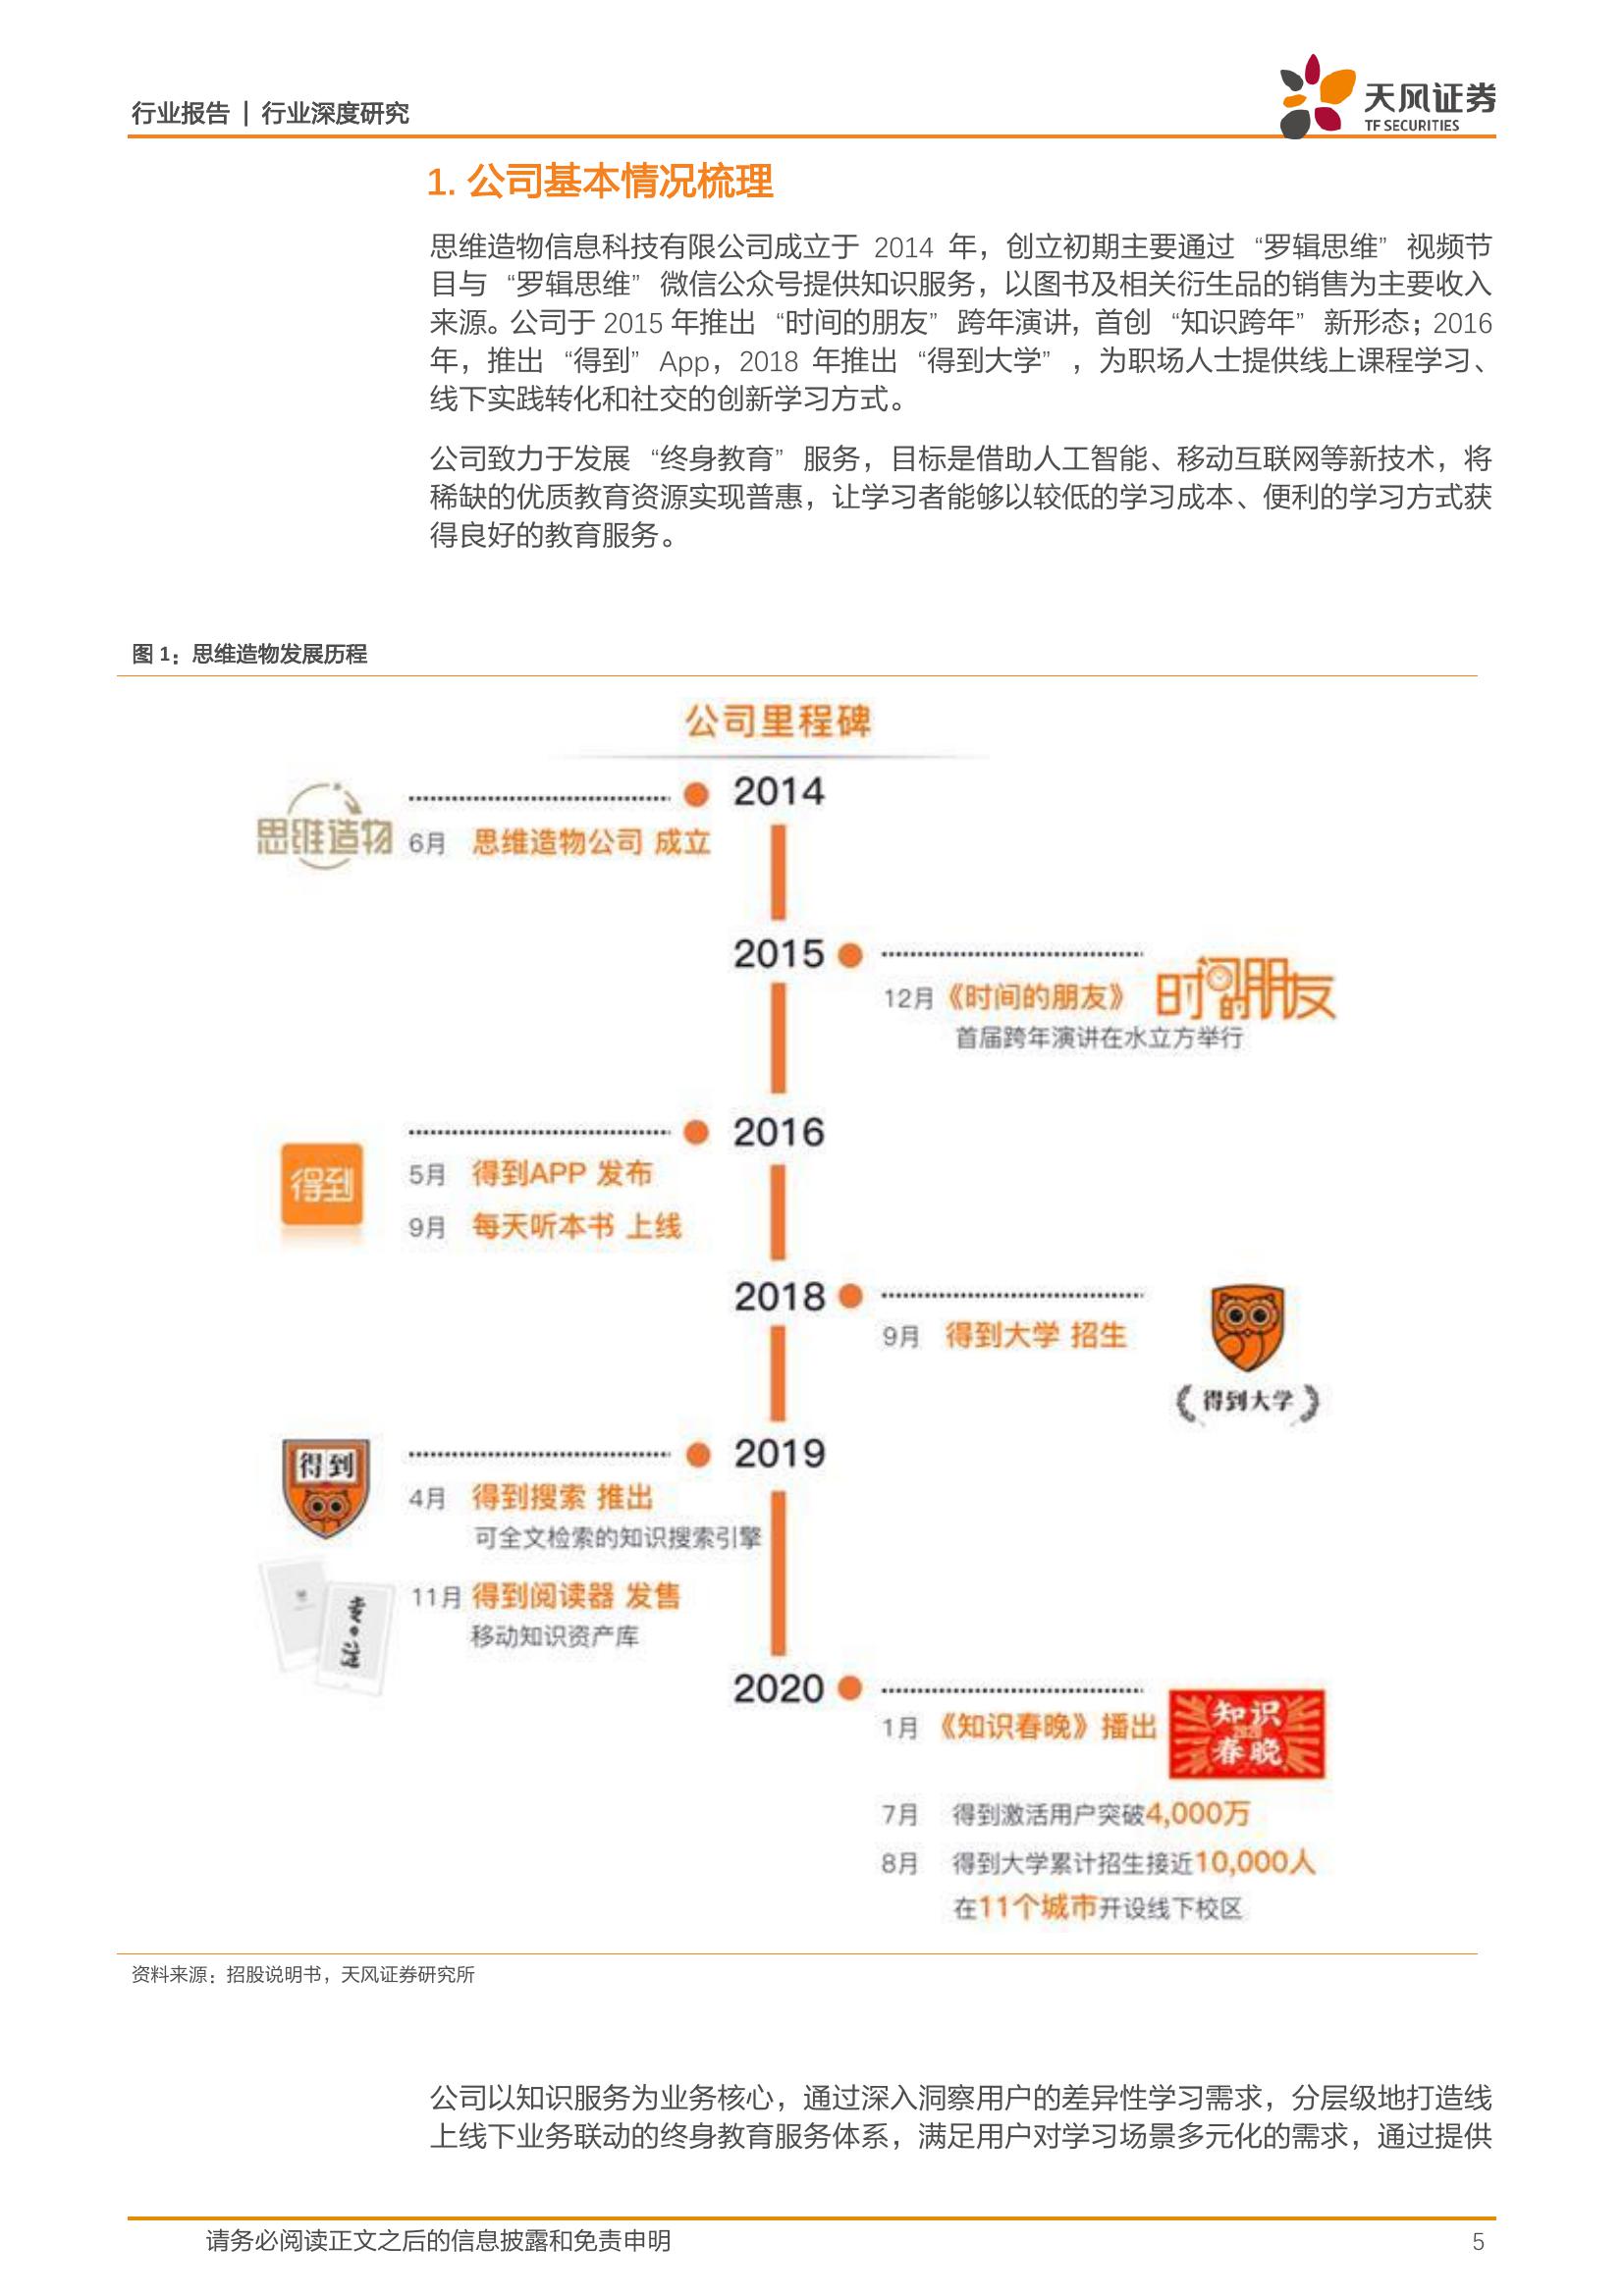 行业报告 | 行业深度研究
天风证券
TF SECURITIES
1. 公司基本情况梳理
思维造物信息科技有限公司成立于 2014 年，创立初期主要通过 “罗辑思维” 视频节
目与 “罗辑思维” 微信公众号提供知识服务，以图书及相关衍生品的销售为主要收入
来源。公司于 2015 年推出 “时间的朋友” 跨年演讲，首创 “知识跨年” 新形态；2016
年，推出 “得到” App，2018 年推出 “得到大学” ，为职场人士提供线上课程学习、
线下实践转化和社交的创新学习方式。
公司致力于发展 “终身教育” 服务，目标是借助人工智能、移动互联网等新技术，将
稀缺的优质教育资源实现普惠，让学习者能够以较低的学习成本、便利的学习方式获
得良好的教育服务。
图 1：思维造物发展历程
公司里程碑
2014
思维造物
6月 思维造物公司 成立
2015
12月《时间的朋友》
时间的朋友
首届跨年演讲在水立方举行
2016
得到
5月 得到APP 发布
9月 每天听本书 上线
2018
9月 得到大学 招生
得到大学
2019
得到
4月 得到搜索 推出
可全文检索的知识搜索引擎
11月 得到阅读器 发售
移动知识资产库
2020
1月 《知识春晚》播出
知识
春晚
7月 得到激活用户突破4,000万
8月 得到大学累计招生接近10,000人
在11个城市开设线下校区
资料来源：招股说明书，天风证券研究所
公司以知识服务为业务核心，通过深入洞察用户的差异性学习需求，分层级地打造线
上线下业务联动的终身教育服务体系，满足用户对学习场景多元化的需求，通过提供
请务必阅读正文之后的信息披露和免责申明
5